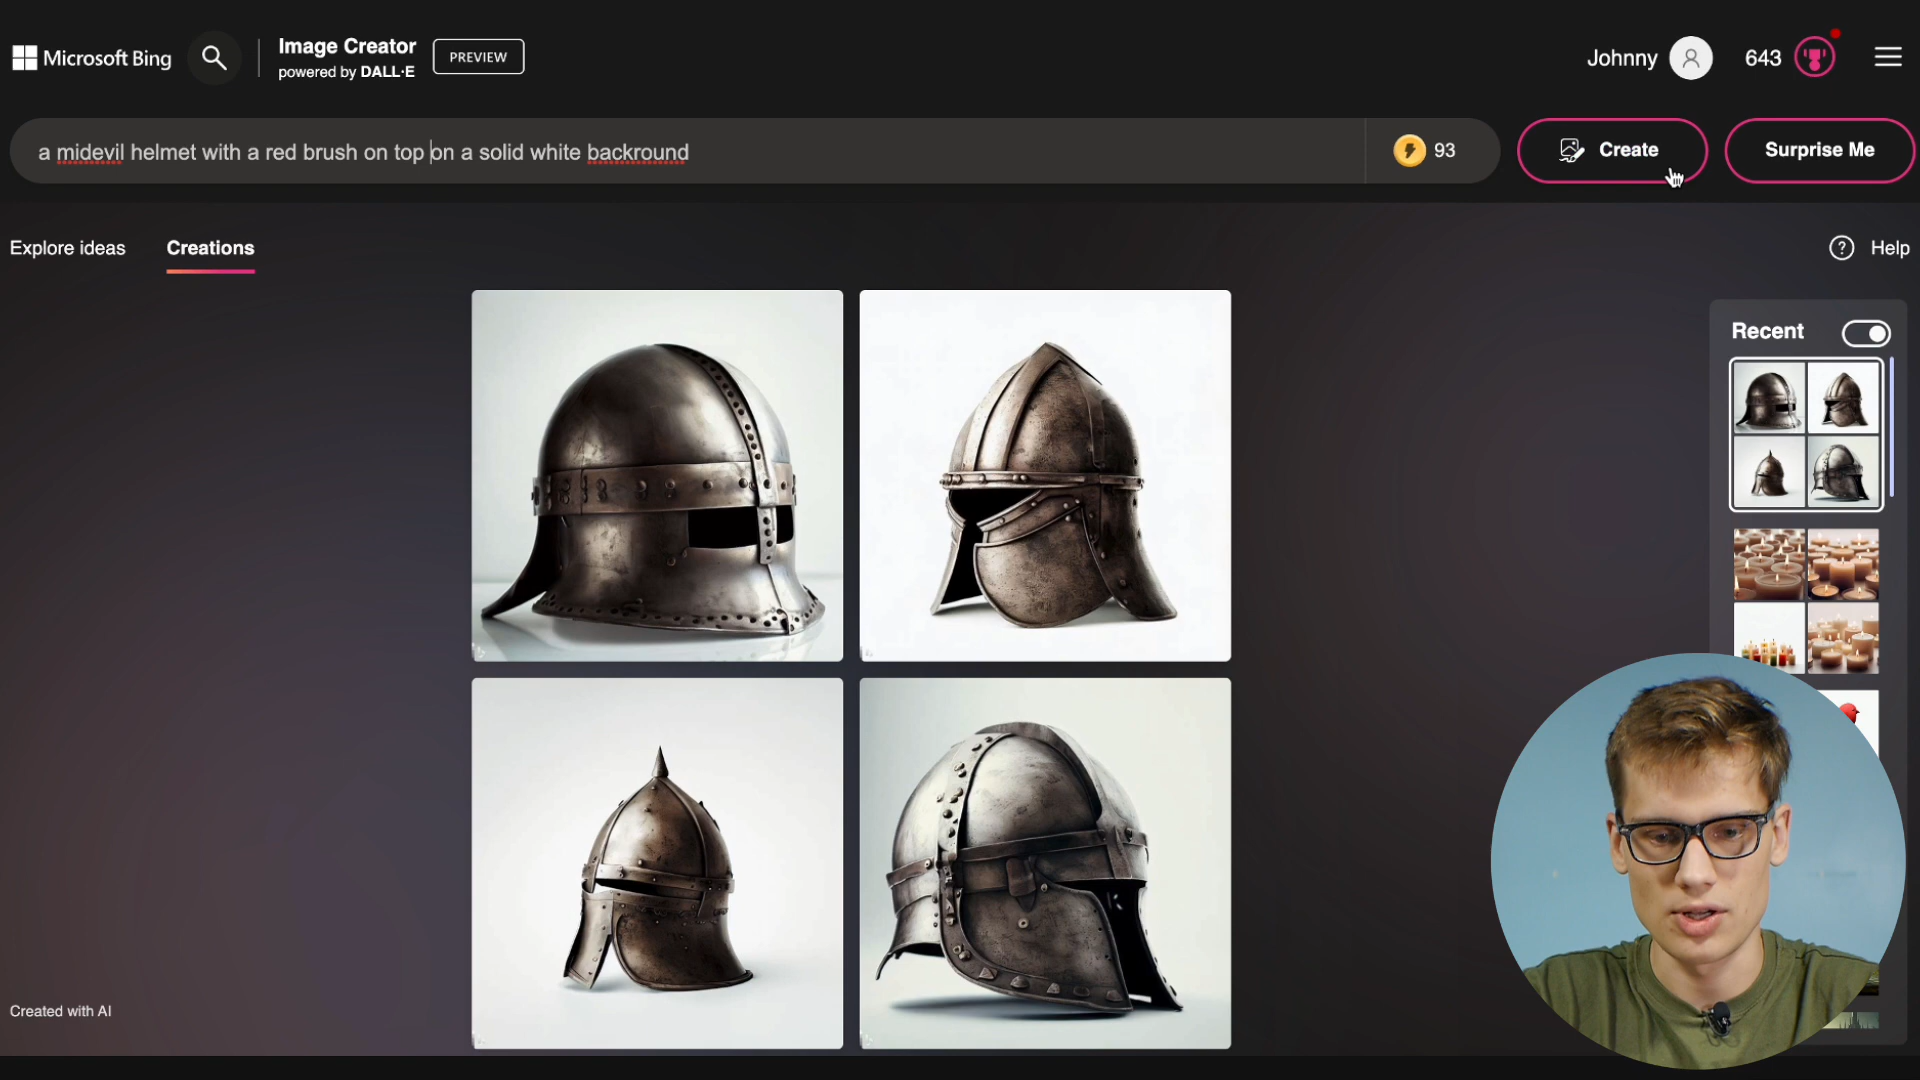 Microsoft Bing
Image Creator
powered by DALL·E
PREVIEW
Johnny
643
a midevil helmet with a red brush on top on a solid white backround
93
Create
Surprise Me
Explore ideas
Creations
Help
Recent
Created with AI